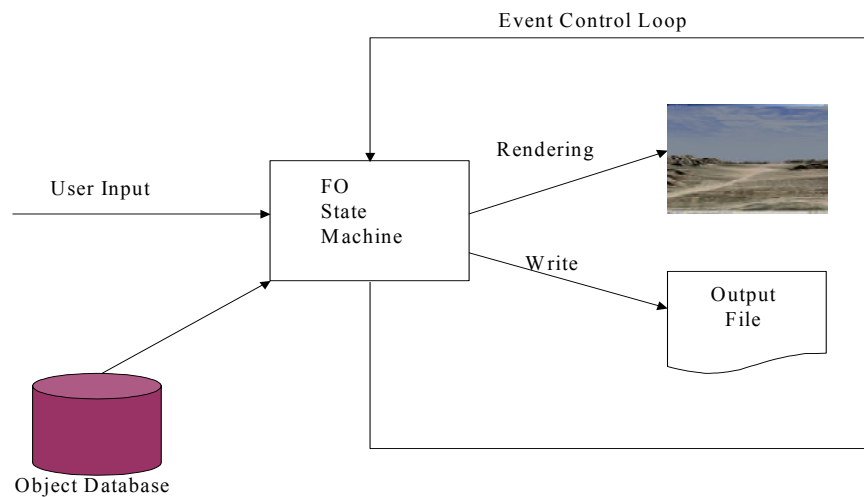 Event Control Loop
Rendering
User Input
FO
State
Machine
Write
Output
File
Object Database